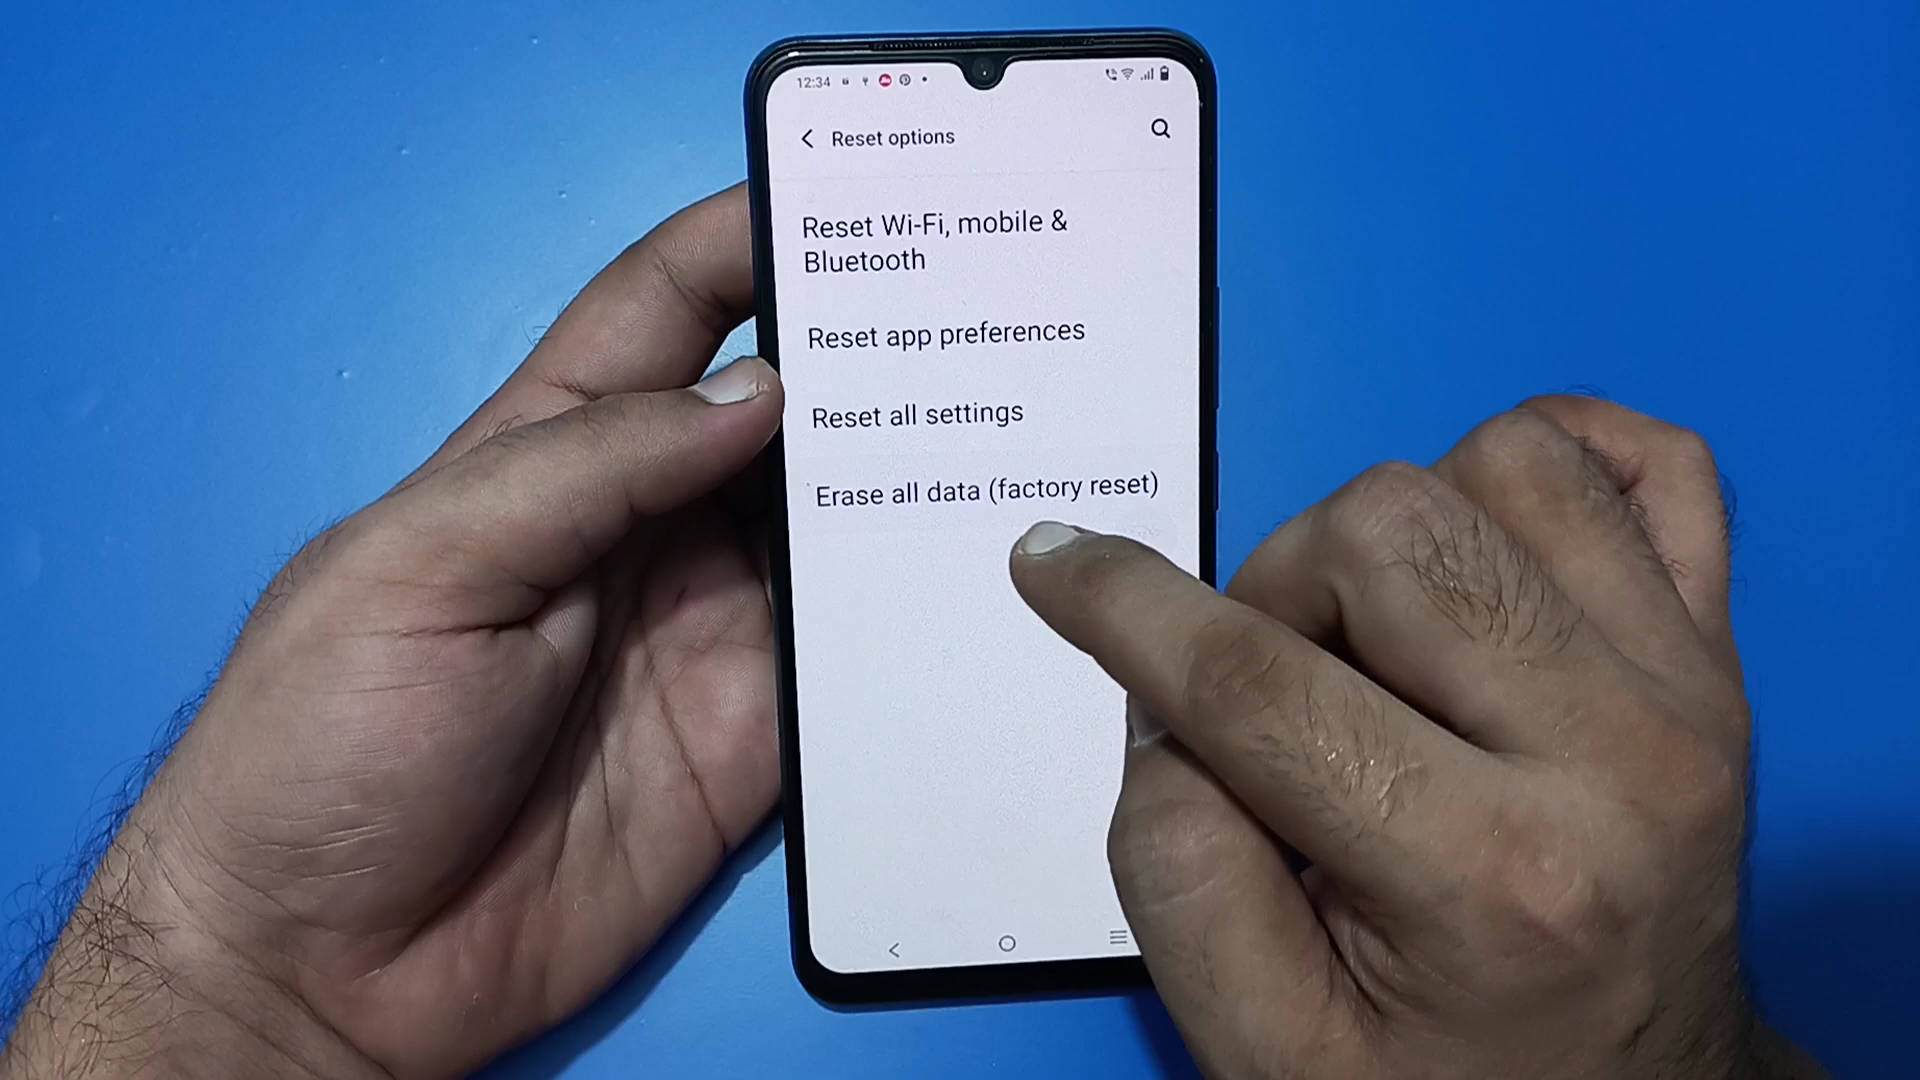 12:34
Reset options
Reset Wi-Fi, mobile &
Bluetooth
Reset app preferences
Reset all settings
Erase all data (factory reset)